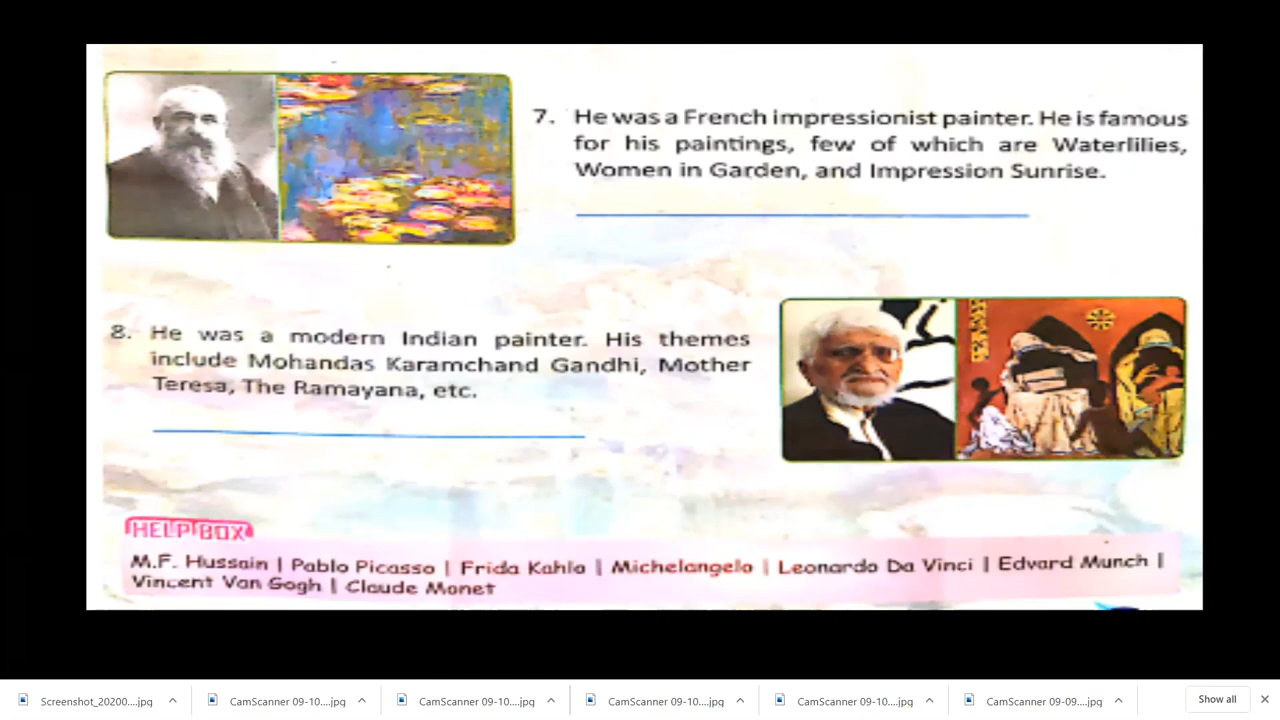 7. He was a French impressionist painter. He is famous
for his paintings, few of which are Waterlilies,
Women in Garden, and Impression Sunrise.
8. He was a modern Indian painter. His themes
include Mohandas Karamchand Gandhi, Mother
Teresa, The Ramayana, etc.
HELP BOX
M.F. Hussain | Pablo Picasso | Frida Kahlo | Michelangelo | Leonardo Da Vinci | Edvard Munch |
Vincent Van Gogh | Claude Monet
Screenshot_20200....jpg
CamScanner 09-10....jpg
CamScanner 09-10....jpg
CamScanner 09-10....jpg
CamScanner 09-10....jpg
CamScanner 09-09....jpg
Show all